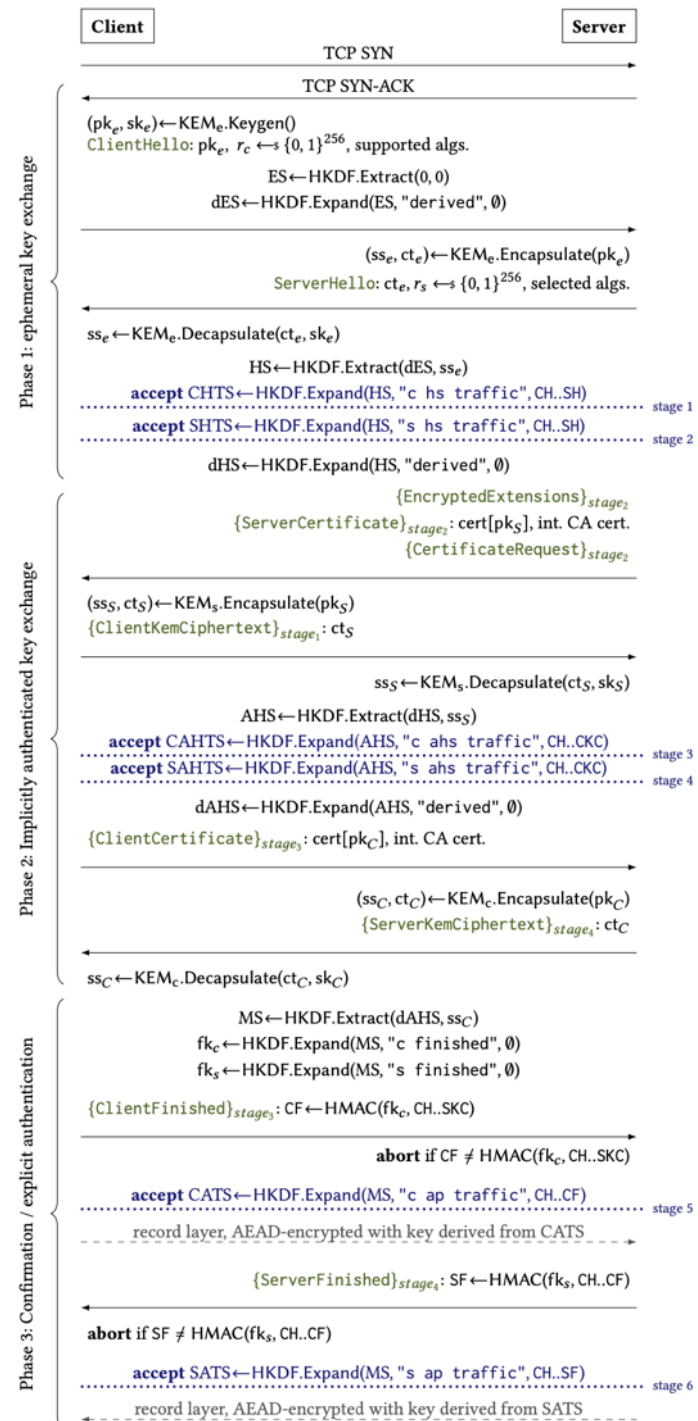 Client
Server
TCP SYN
TCP SYN-ACK
Phase 1: ephemeral key exchange
(pkₑ, skₑ)←KEMₑ.Keygen()
ClientHello: pkₑ, r_c ←$ {0, 1}²⁵⁶, supported algs.
ES←HKDF.Extract(0, 0)
dES←HKDF.Expand(ES, "derived", ∅)
(ssₑ, ctₑ)←KEMₑ.Encapsulate(pkₑ)
ServerHello: ctₑ, r_s ←$ {0, 1}²⁵⁶, selected algs.
ssₑ←KEMₑ.Decapsulate(ctₑ, skₑ)
HS←HKDF.Extract(dES, ssₑ)
accept CHTS←HKDF.Expand(HS, "c hs traffic", CH..SH)
stage 1
accept SHTS←HKDF.Expand(HS, "s hs traffic", CH..SH)
stage 2
dHS←HKDF.Expand(HS, "derived", ∅)
Phase 2: Implicitly authenticated key exchange
{EncryptedExtensions}_stage₂
{ServerCertificate}_stage₂: cert[pk_S], int. CA cert.
{CertificateRequest}_stage₂
(ss_S, ct_S)←KEM_s.Encapsulate(pk_S)
{ClientKemCiphertext}_stage₁: ct_S
ss_S←KEM_s.Decapsulate(ct_S, sk_S)
AHS←HKDF.Extract(dHS, ss_S)
accept CAHTS←HKDF.Expand(AHS, "c ahs traffic", CH..CKC)
stage 3
accept SAHTS←HKDF.Expand(AHS, "s ahs traffic", CH..CKC)
stage 4
dAHS←HKDF.Expand(AHS, "derived", ∅)
{ClientCertificate}_stage₃: cert[pk_C], int. CA cert.
(ss_C, ct_C)←KEM_c.Encapsulate(pk_C)
{ServerKemCiphertext}_stage₄: ct_C
ss_C←KEM_c.Decapsulate(ct_C, sk_C)
Phase 3: Confirmation / explicit authentication
MS←HKDF.Extract(dAHS, ss_C)
fk_c←HKDF.Expand(MS, "c finished", ∅)
fk_s←HKDF.Expand(MS, "s finished", ∅)
{ClientFinished}_stage₃: CF←HMAC(fk_c, CH..SKC)
abort if CF ≠ HMAC(fk_c, CH..SKC)
accept CATS←HKDF.Expand(MS, "c ap traffic", CH..CF)
stage 5
record layer, AEAD-encrypted with key derived from CATS
{ServerFinished}_stage₄: SF←HMAC(fk_s, CH..CF)
abort if SF ≠ HMAC(fk_s, CH..CF)
accept SATS←HKDF.Expand(MS, "s ap traffic", CH..SF)
stage 6
record layer, AEAD-encrypted with key derived from SATS